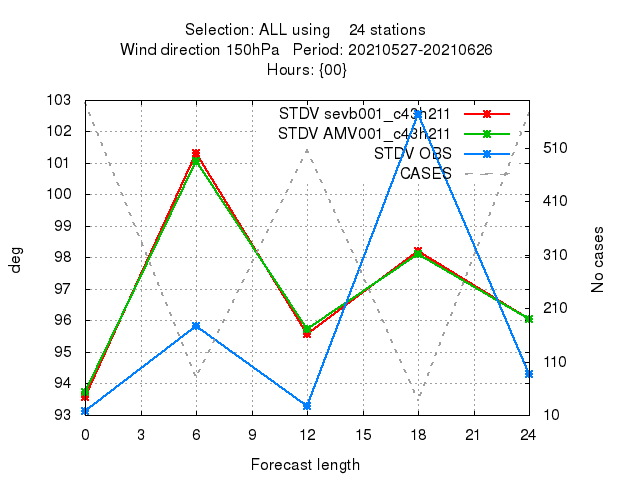 Selection: ALL using    24 stations
Wind direction 150hPa   Period: 20210527-20210626
Hours: {00}
STDV sevb001_c43h211
STDV AMV001_c43h211
STDV OBS
CASES
103
102
101
100
99
98
97
96
95
94
93
510
410
310
210
110
10
deg
No cases
0 3 6 9 12 15 18 21 24
Forecast length